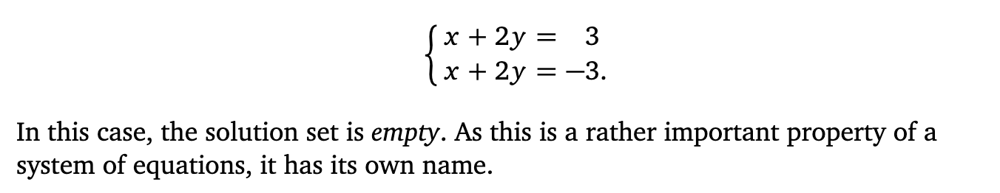 x + 2y = 3
x + 2y = −3.
In this case, the solution set is empty. As this is a rather important property of a
system of equations, it has its own name.